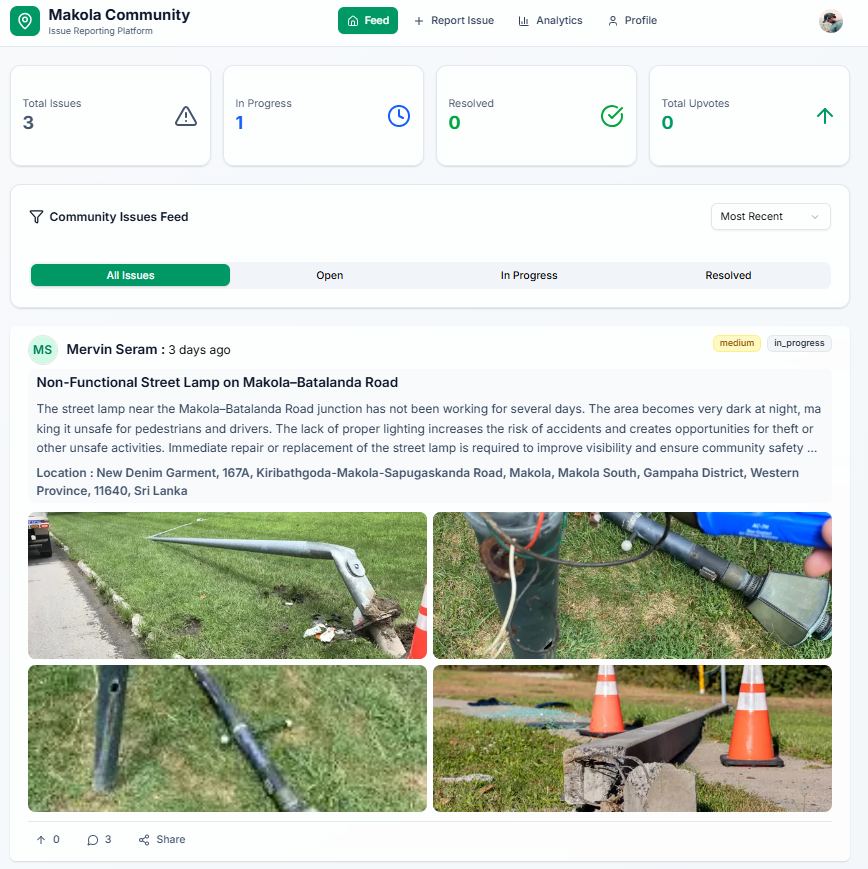 Makola Community
Issue Reporting Platform
Feed
Report Issue
Analytics
Profile
Total Issues
3
In Progress
1
Resolved
0
Total Upvotes
0
Community Issues Feed
Most Recent
All Issues
Open
In Progress
Resolved
MS
Mervin Seram : 3 days ago
medium
in_progress
Non-Functional Street Lamp on Makola–Batalanda Road
The street lamp near the Makola–Batalanda Road junction has not been working for several days. The area becomes very dark at night, ma
king it unsafe for pedestrians and drivers. The lack of proper lighting increases the risk of accidents and creates opportunities for theft or
other unsafe activities. Immediate repair or replacement of the street lamp is required to improve visibility and ensure community safety ...
Location : New Denim Garment, 167A, Kiribathgoda-Makola-Sapugaskanda Road, Makola, Makola South, Gampaha District, Western
Province, 11640, Sri Lanka
0
3
Share